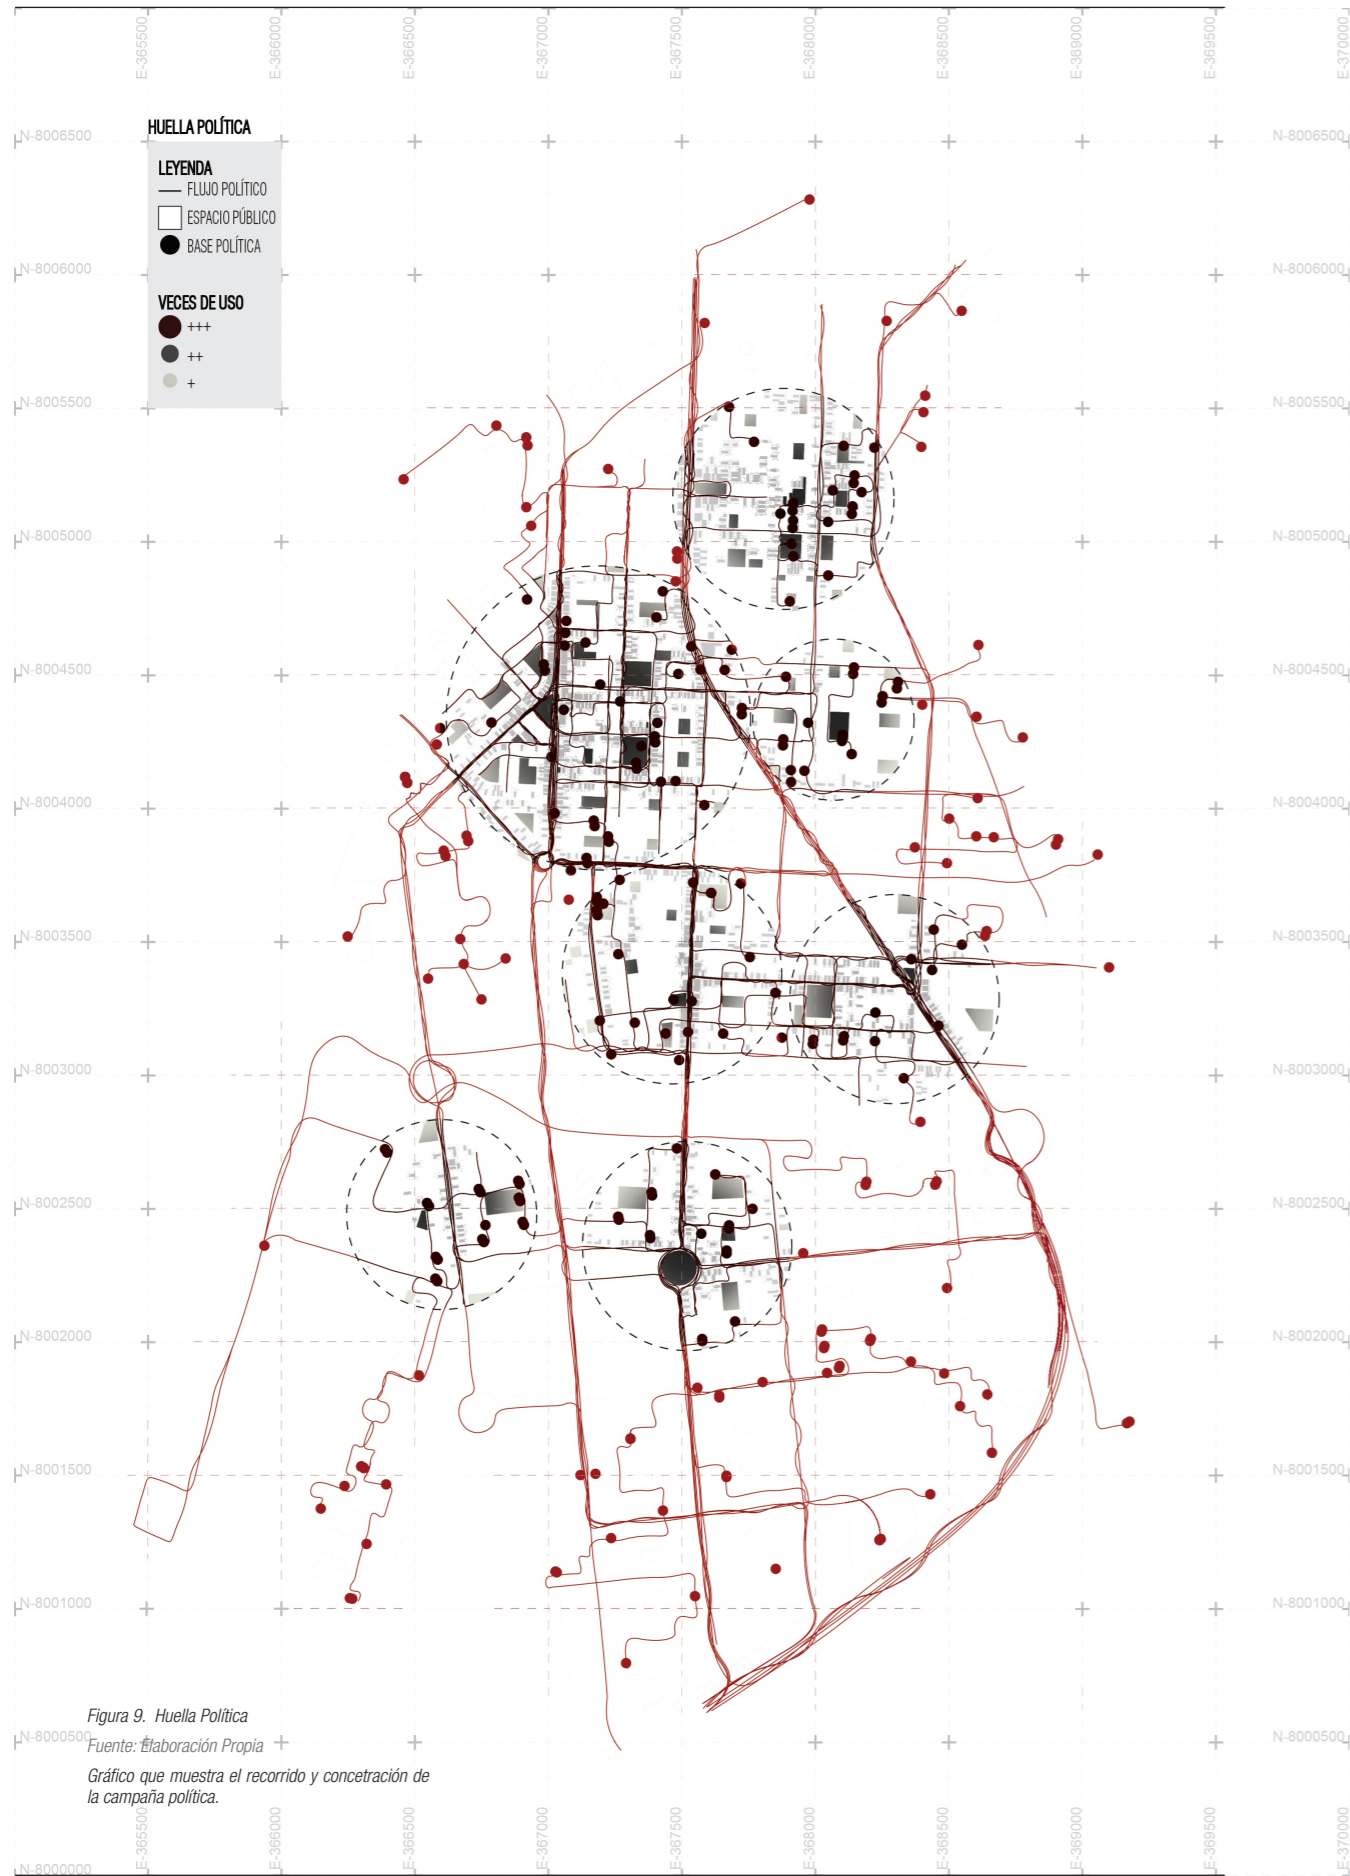 E-365500
E-366000
E-366500
E-367000
E-367500
E-368000
E-368500
E-369000
E-369500
E-370000
HUELLA POLÍTICA
N-8006500
N-8006500
LEYENDA
FLUJO POLÍTICO
ESPACIO PÚBLICO
BASE POLÍTICA
N-8006000
N-8006000
VECES DE USO
+++
++
+
N-8005500
N-8005500
N-8005000
N-8005000
N-8004500
N-8004500
N-8004000
N-8004000
N-8003500
N-8003500
N-8003000
N-8003000
N-8002500
N-8002500
N-8002000
N-8002000
N-8001500
N-8001500
N-8001000
N-8001000
Figura 9. Huella Política
N-8000500
N-8000500
Fuente: Elaboración Propia
Gráfico que muestra el recorrido y concetración de
la campaña política.
E-365500
E-366000
E-366500
E-367000
E-367500
E-368000
E-368500
E-369000
E-369500
E-370000
N-8000000
N-8000000